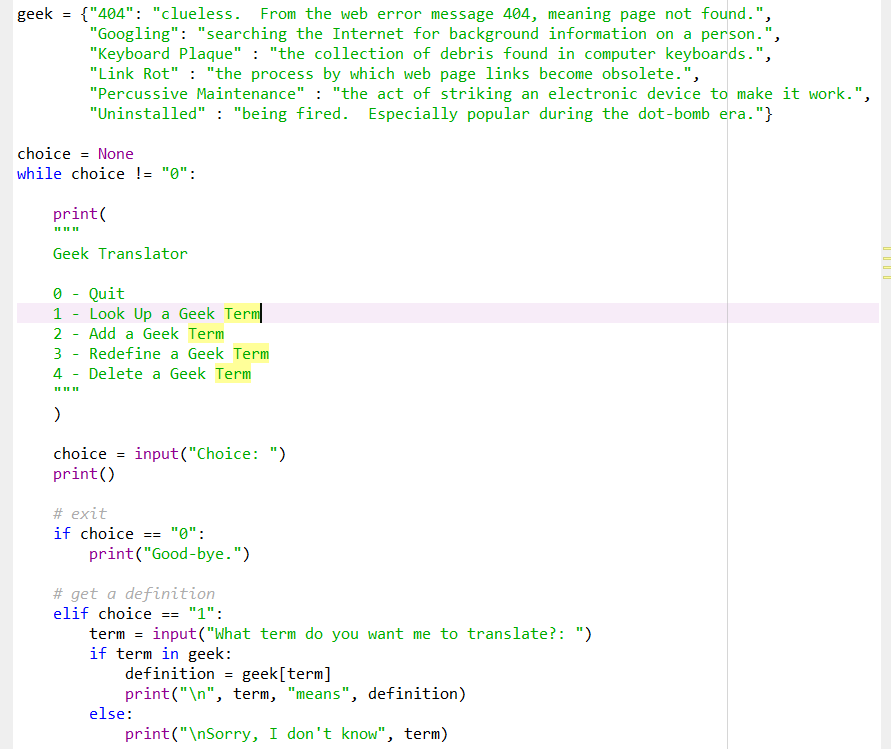 geek = {"404": "clueless.  From the web error message 404, meaning page not found.",
        "Googling": "searching the Internet for background information on a person.",
        "Keyboard Plaque" : "the collection of debris found in computer keyboards.",
        "Link Rot" : "the process by which web page links become obsolete.",
        "Percussive Maintenance" : "the act of striking an electronic device to make it work.",
        "Uninstalled" : "being fired.  Especially popular during the dot-bomb era."}

choice = None
while choice != "0":

    print(
    """
    Geek Translator

    0 - Quit
    1 - Look Up a Geek Term
    2 - Add a Geek Term
    3 - Redefine a Geek Term
    4 - Delete a Geek Term
    """
    )

    choice = input("Choice: ")
    print()

    # exit
    if choice == "0":
        print("Good-bye.")

    # get a definition
    elif choice == "1":
        term = input("What term do you want me to translate?: ")
        if term in geek:
            definition = geek[term]
            print("\n", term, "means", definition)
        else:
            print("\nSorry, I don't know", term)